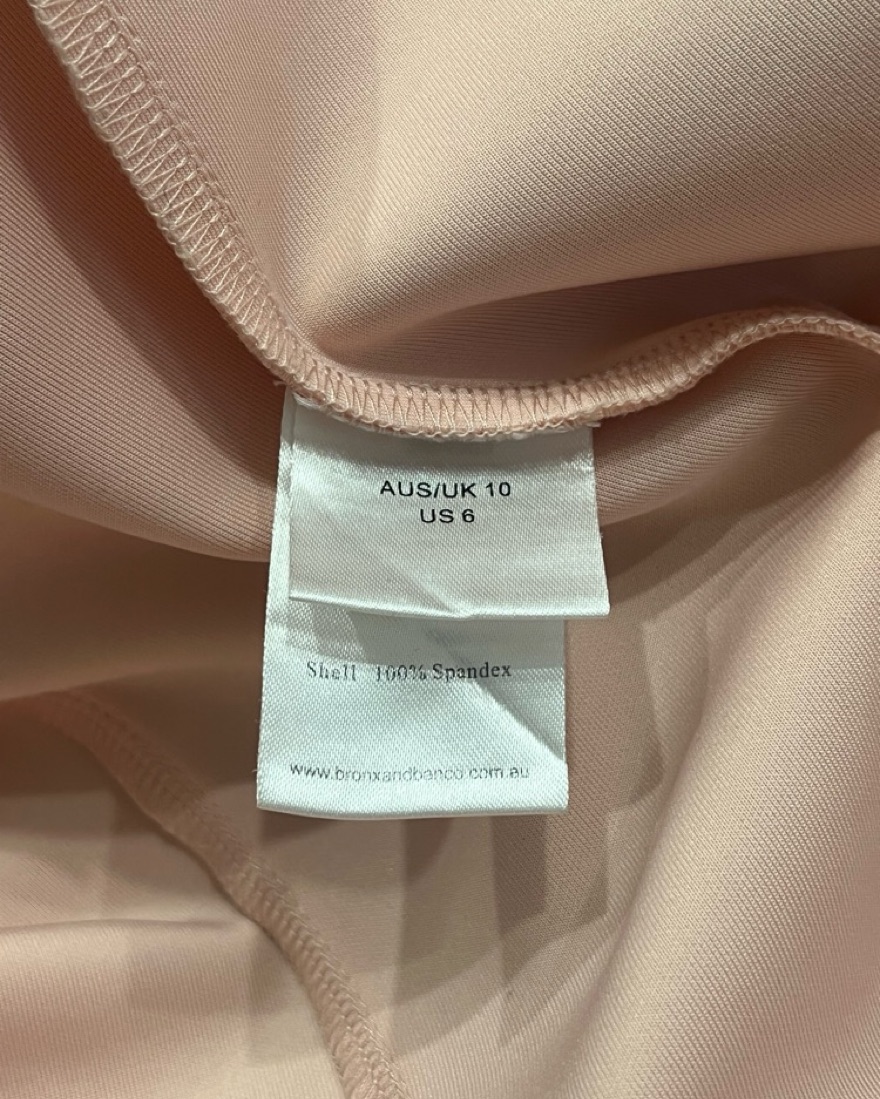 AUS/UK 10
US 6
Shell 100% Spandex
www.bronxandbanco.com.au